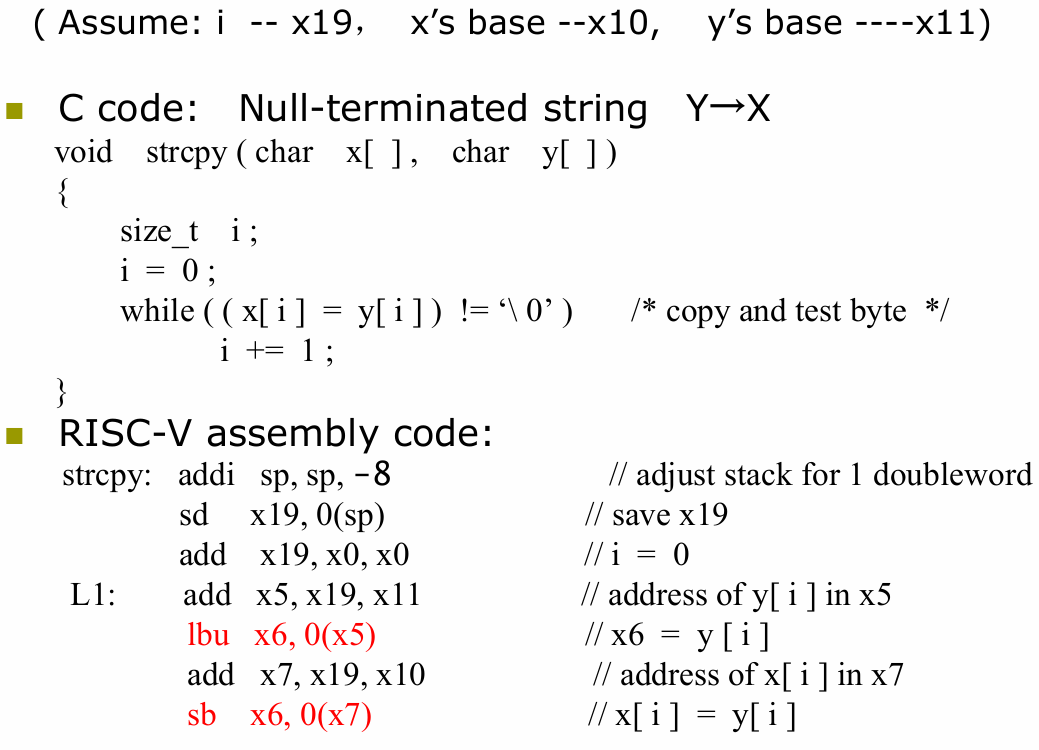 ( Assume: i -- x19, x’s base --x10, y’s base ----x11)
C code: Null-terminated string Y→X
void strcpy ( char x[ ] , char y[ ] )
{
size_t i ;
i = 0 ;
while ( ( x[ i ] = y[ i ] ) != ‘\ 0’ ) /* copy and test byte */
i += 1 ;
}
RISC-V assembly code:
strcpy: addi sp, sp, −8 // adjust stack for 1 doubleword
sd x19, 0(sp) // save x19
add x19, x0, x0 // i = 0
L1: add x5, x19, x11 // address of y[ i ] in x5
lbu x6, 0(x5) // x6 = y [ i ]
add x7, x19, x10 // address of x[ i ] in x7
sb x6, 0(x7) // x[ i ] = y[ i ]